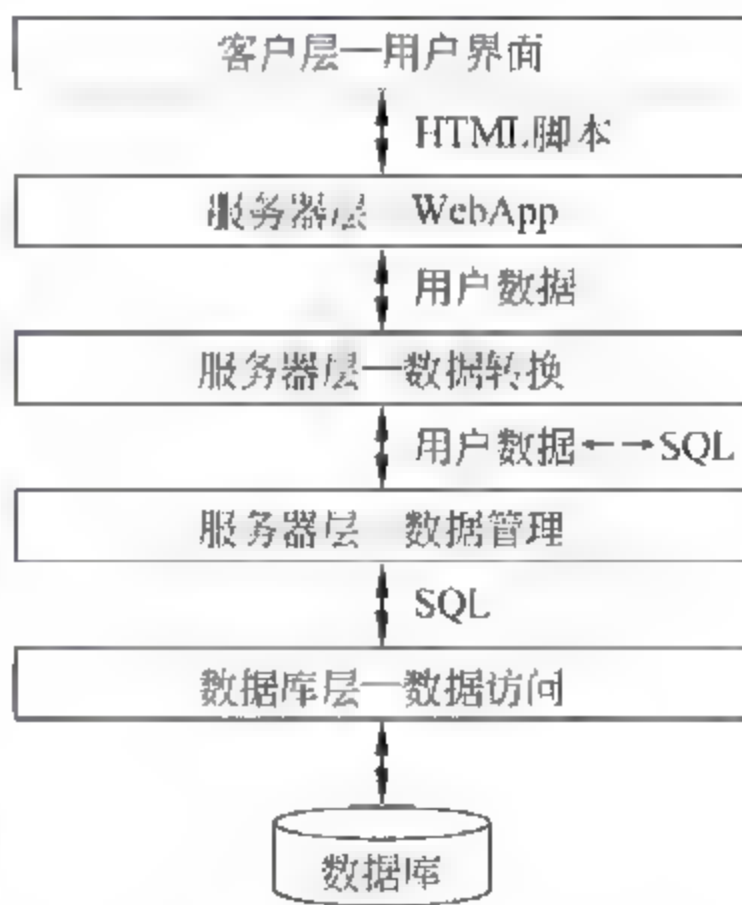 客户层—用户界面
HTML脚本
服务器层—WebApp
用户数据
服务器层—数据转换
用户数据←→SQL
服务器层—数据管理
SQL
数据库层—数据访问
数据库